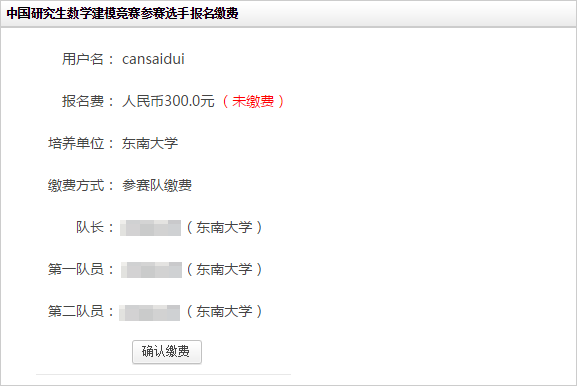 中国研究生数学建模竞赛参赛选手报名缴费
用户名： cansaidui
报名费： 人民币300.0元（未缴费）
培养单位： 东南大学
缴费方式： 参赛队缴费
队长： （东南大学）
第一队员： （东南大学）
第二队员： （东南大学）
确认缴费